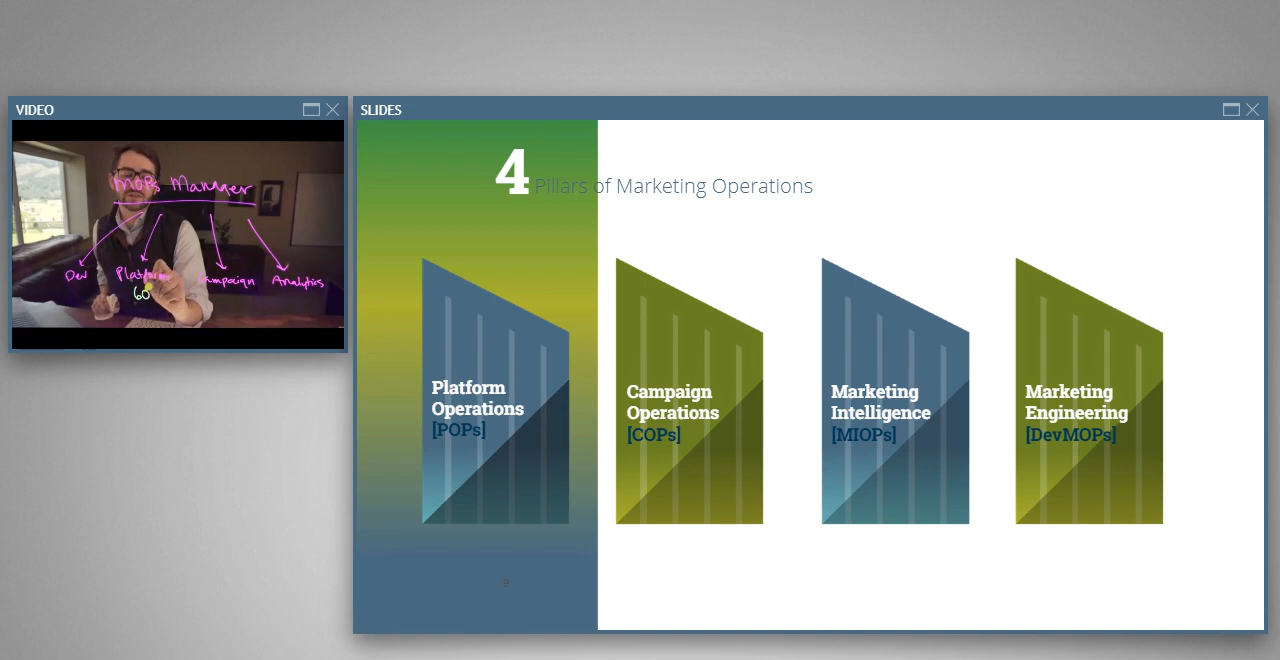 VIDEO
MOPs Manager
Dev Platform Campaign Analytics
60
SLIDES
4 Pillars of Marketing Operations
Platform
Operations
[POPs]
Campaign
Operations
[COPs]
Marketing
Intelligence
[MIOPs]
Marketing
Engineering
[DevMOPs]